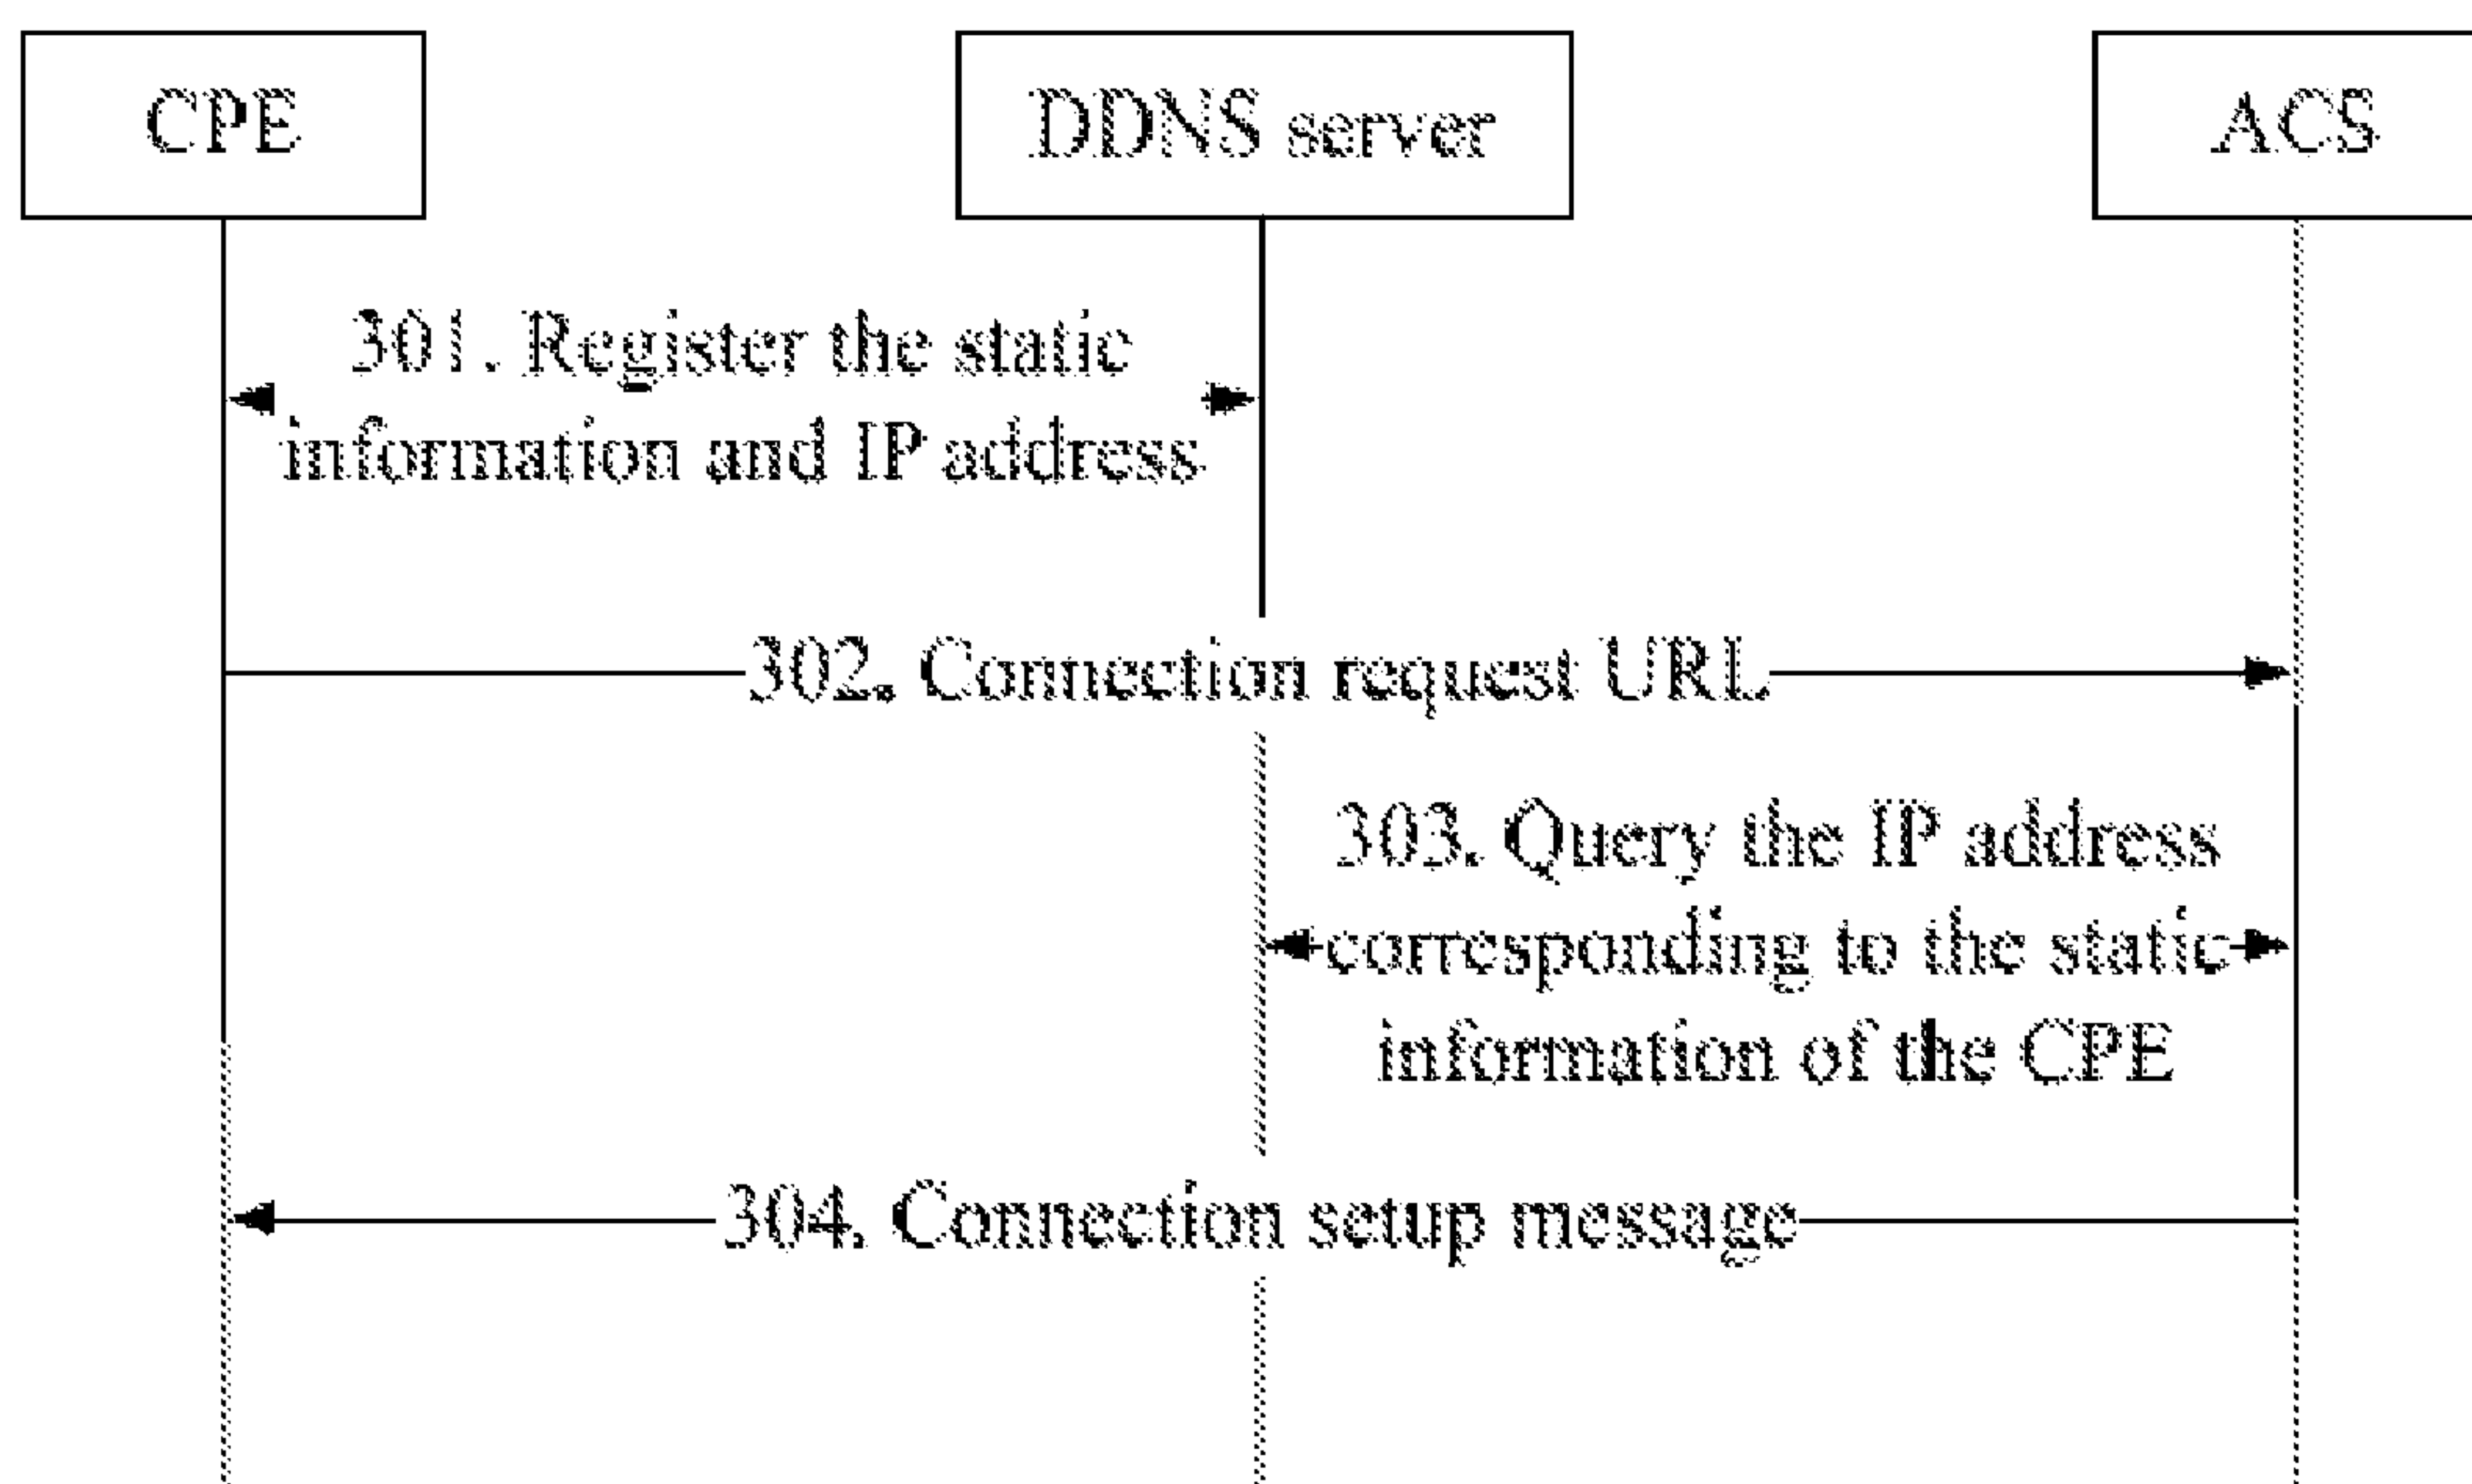 CPE
DDNS server
ACS
301. Register the static
information and IP address
302. Connection request URL
303. Query the IP address
corresponding to the static
information of the CPE
304. Connection setup message